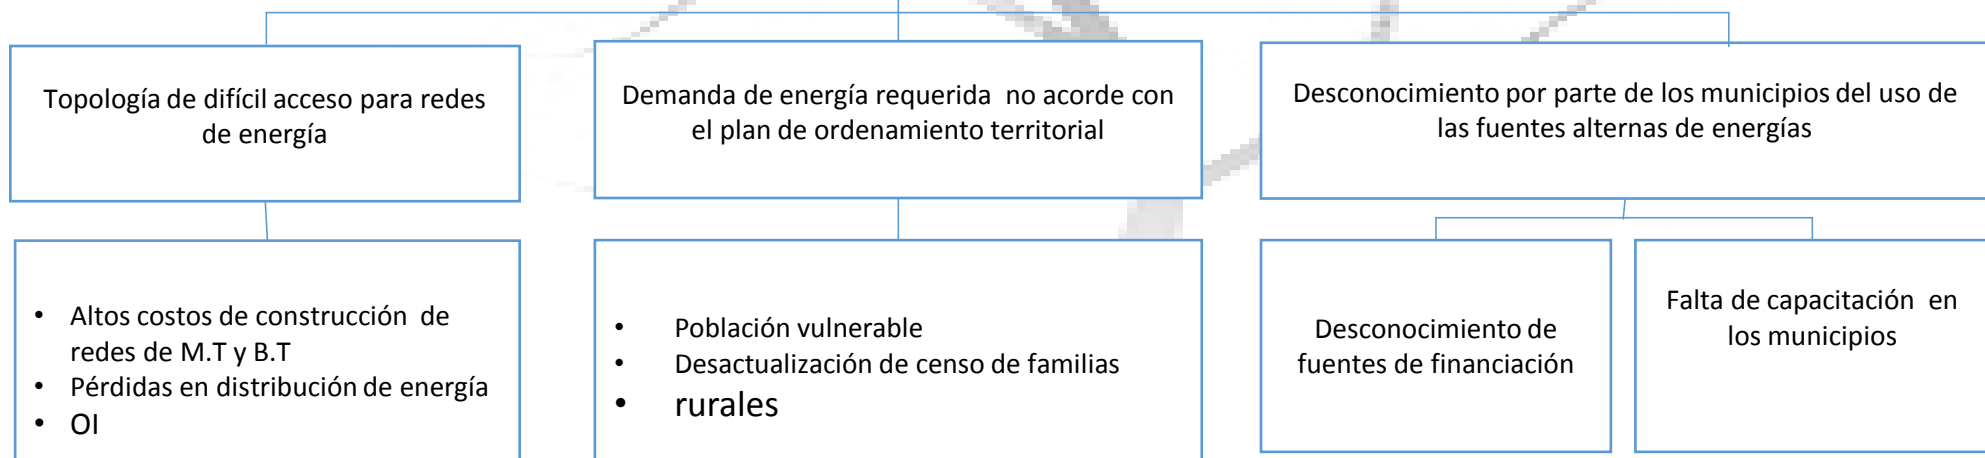 Topología de difícil acceso para redes
de energía
Demanda de energía requerida no acorde con
el plan de ordenamiento territorial
Desconocimiento por parte de los municipios del uso de
las fuentes alternas de energías
• Altos costos de construcción de
redes de M.T y B.T
• Pérdidas en distribución de energía
• OI
• Población vulnerable
• Desactualización de censo de familias
• rurales
Desconocimiento de
fuentes de financiación
Falta de capacitación en
los municipios